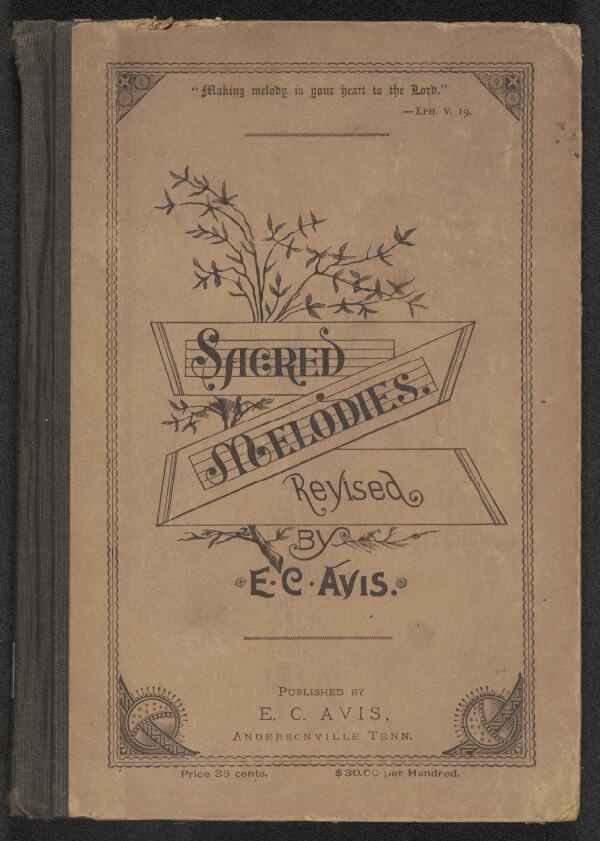 "Making melody in your heart to the Lord."
—EPH. V. 19.
SACRED
MELODIES.
Revised
BY
E·C·AVIS.
PUBLISHED BY
E. C. AVIS,
ANDERSONVILLE TENN.
Price 35 cents. $30.00 per Hundred.